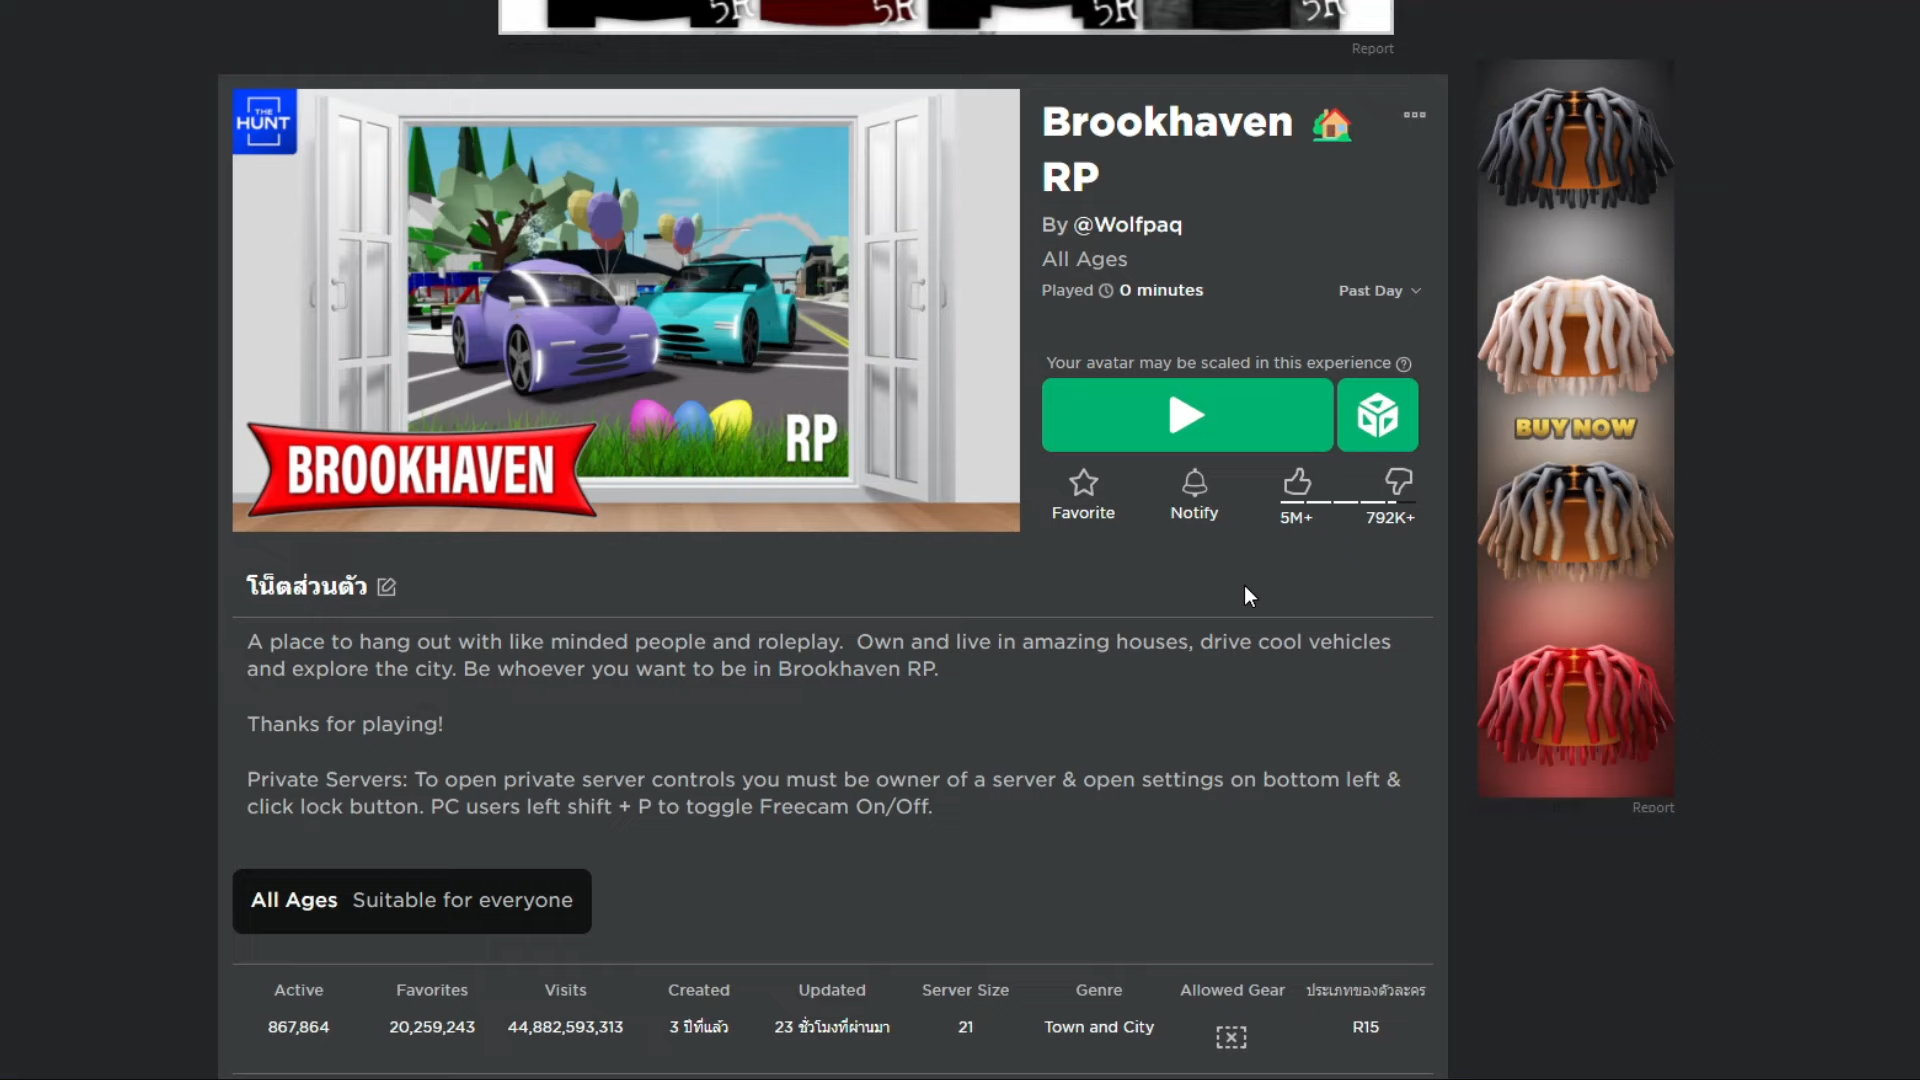 5R 5R 5R 5R
Report
THE
HUNT
BROOKHAVEN
RP
Brookhaven 🏡
RP
By @Wolfpaq
All Ages
Played 0 minutes
Past Day
Your avatar may be scaled in this experience
Favorite
Notify
5M+
792K+
BUY NOW
โน็ตส่วนตัว
A place to hang out with like minded people and roleplay.  Own and live in amazing houses, drive cool vehicles
and explore the city. Be whoever you want to be in Brookhaven RP.
Thanks for playing!
Private Servers: To open private server controls you must be owner of a server & open settings on bottom left &
click lock button. PC users left shift + P to toggle Freecam On/Off.
Report
All Ages Suitable for everyone
Active Favorites Visits Created Updated Server Size Genre Allowed Gear ประเภทของตัวละคร
867,864 20,259,243 44,882,593,313 3 ปีที่แล้ว 23 ชั่วโมงที่ผ่านมา 21 Town and City R15